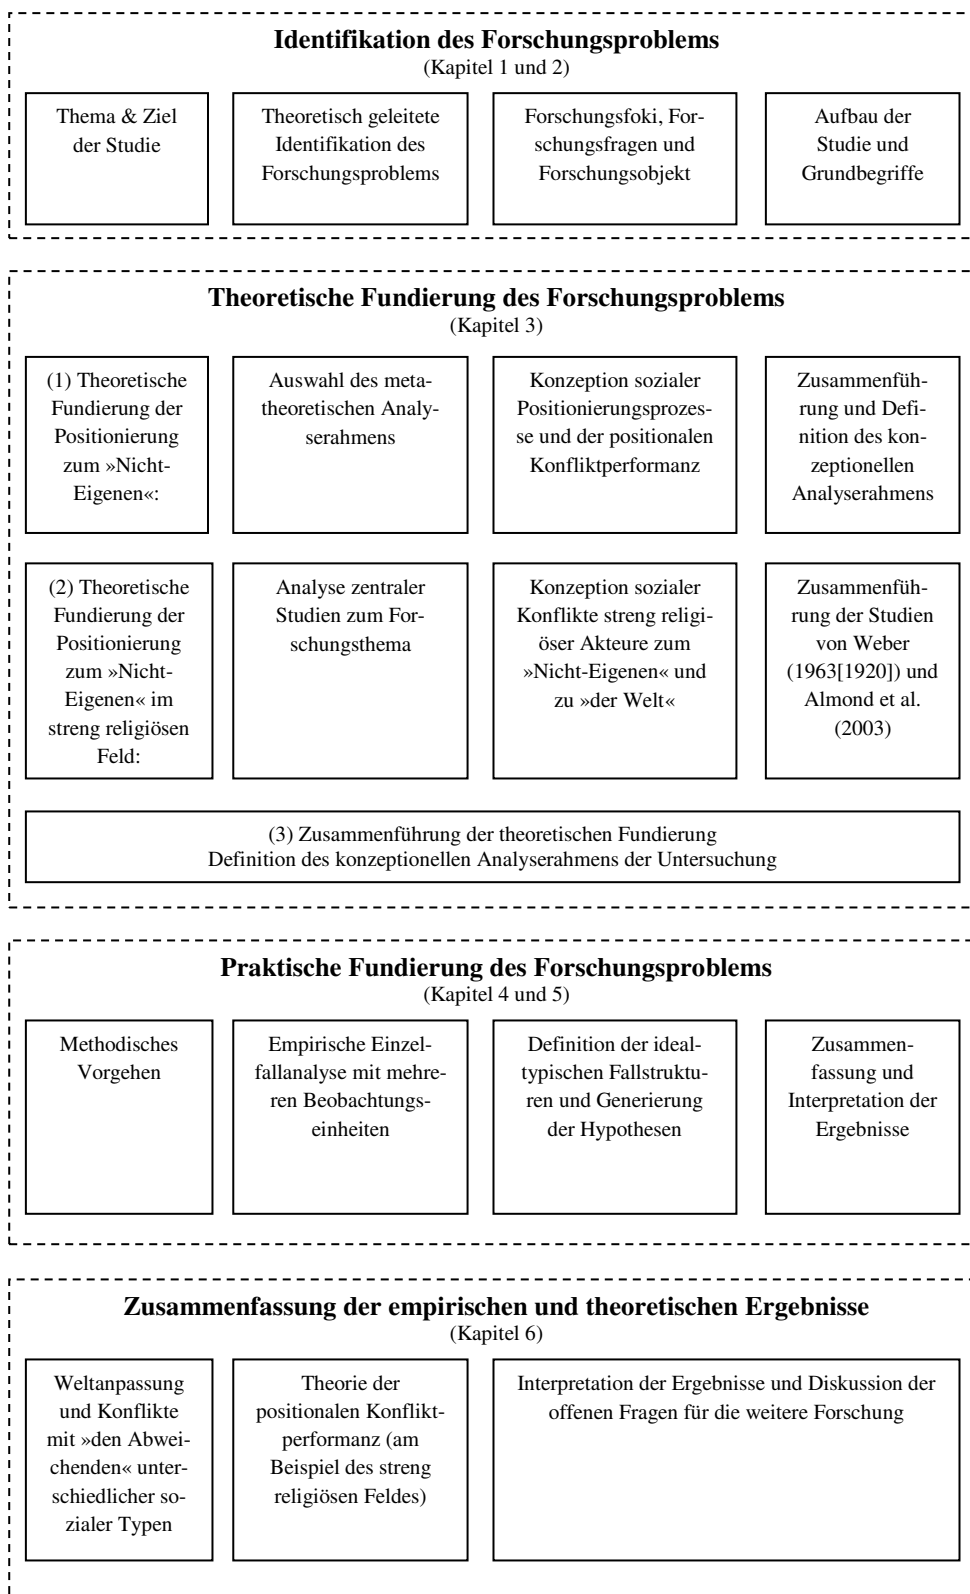 Identifikation des Forschungsproblems
(Kapitel 1 und 2)
Thema & Ziel
der Studie
Theoretisch geleitete
Identifikation des
Forschungsproblems
Forschungsfoki, For-
schungsfragen und
Forschungsobjekt
Aufbau der
Studie und
Grundbegriffe
Theoretische Fundierung des Forschungsproblems
(Kapitel 3)
(1) Theoretische
Fundierung der
Positionierung
zum »Nicht-
Eigenen«:
Auswahl des meta-
theoretischen Analy-
serahmens
Konzeption sozialer
Positionierungsprozes-
se und der positionalen
Konfliktperformanz
Zusammenfüh-
rung und Defi-
nition des kon-
zeptionellen
Analyserahmens
(2) Theoretische
Fundierung der
Positionierung
zum »Nicht-
Eigenen« im
streng religiösen
Feld:
Analyse zentraler
Studien zum For-
schungsthema
Konzeption sozialer
Konflikte streng religi-
öser Akteure zum
»Nicht-Eigenen« und
zu »der Welt«
Zusammenfüh-
rung der Studien
von Weber
(1963[1920]) und
Almond et al.
(2003)
(3) Zusammenführung der theoretischen Fundierung
Definition des konzeptionellen Analyserahmens der Untersuchung
Praktische Fundierung des Forschungsproblems
(Kapitel 4 und 5)
Methodisches
Vorgehen
Empirische Einzel-
fallanalyse mit mehre-
ren Beobachtungs-
einheiten
Definition der ideal-
typischen Fallstruktu-
ren und Generierung
der Hypothesen
Zusammen-
fassung und
Interpretation der
Ergebnisse
Zusammenfassung der empirischen und theoretischen Ergebnisse
(Kapitel 6)
Weltanpassung
und Konflikte
mit »den Abwei-
chenden« unter-
schiedlicher so-
zialer Typen
Theorie der
positionalen Konflikt-
performanz (am
Beispiel des streng
religiösen Feldes)
Interpretation der Ergebnisse und Diskussion der
offenen Fragen für die weitere Forschung